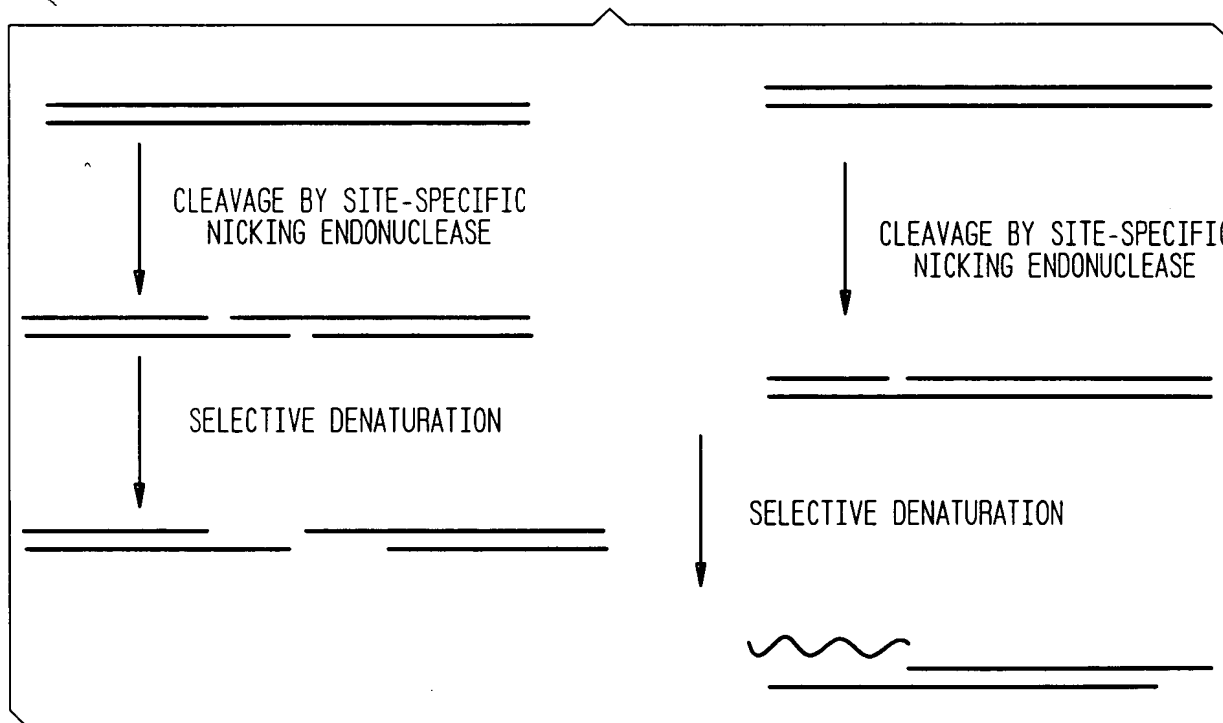 CLEAVAGE BY SITE-SPECIFIC
NICKING ENDONUCLEASE
SELECTIVE DENATURATION
CLEAVAGE BY SITE-SPECIFIC
NICKING ENDONUCLEASE
SELECTIVE DENATURATION